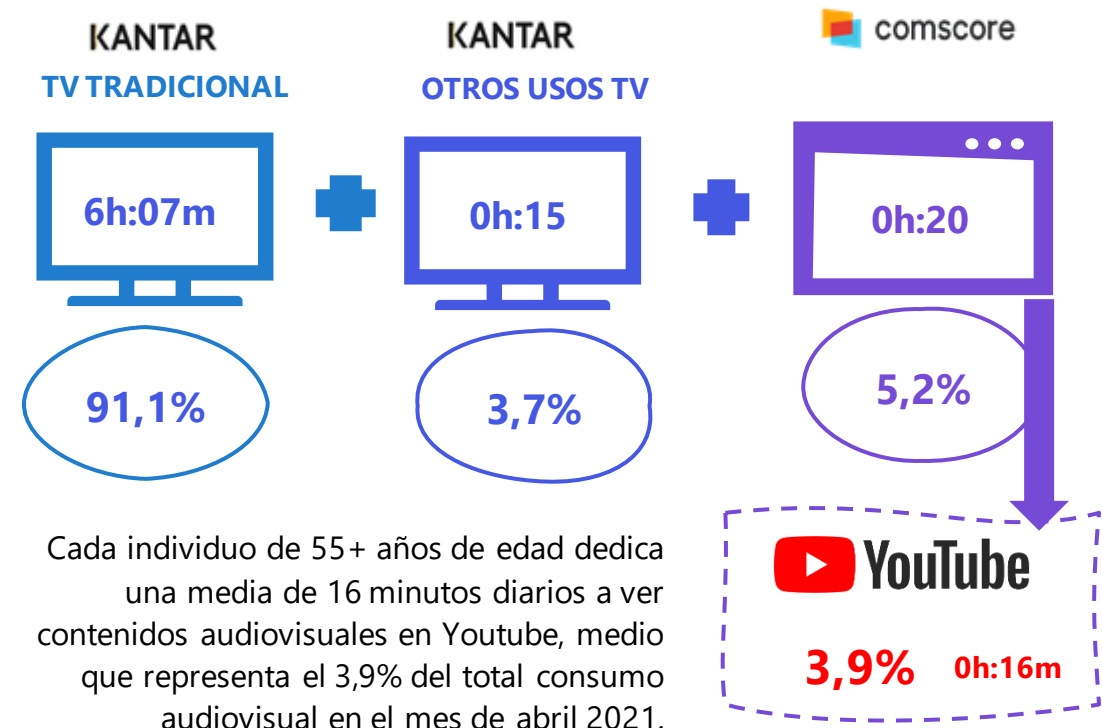 KANTAR
TV TRADICIONAL
6h:07m
91,1%
KANTAR
OTROS USOS TV
0h:15
3,7%
comscore
0h:20
5,2%
Cada individuo de 55+ años de edad dedica
una media de 16 minutos diarios a ver
contenidos audiovisuales en Youtube, medio
que representa el 3,9% del total consumo
audiovisual en el mes de abril 2021.
YouTube
3,9% 0h:16m